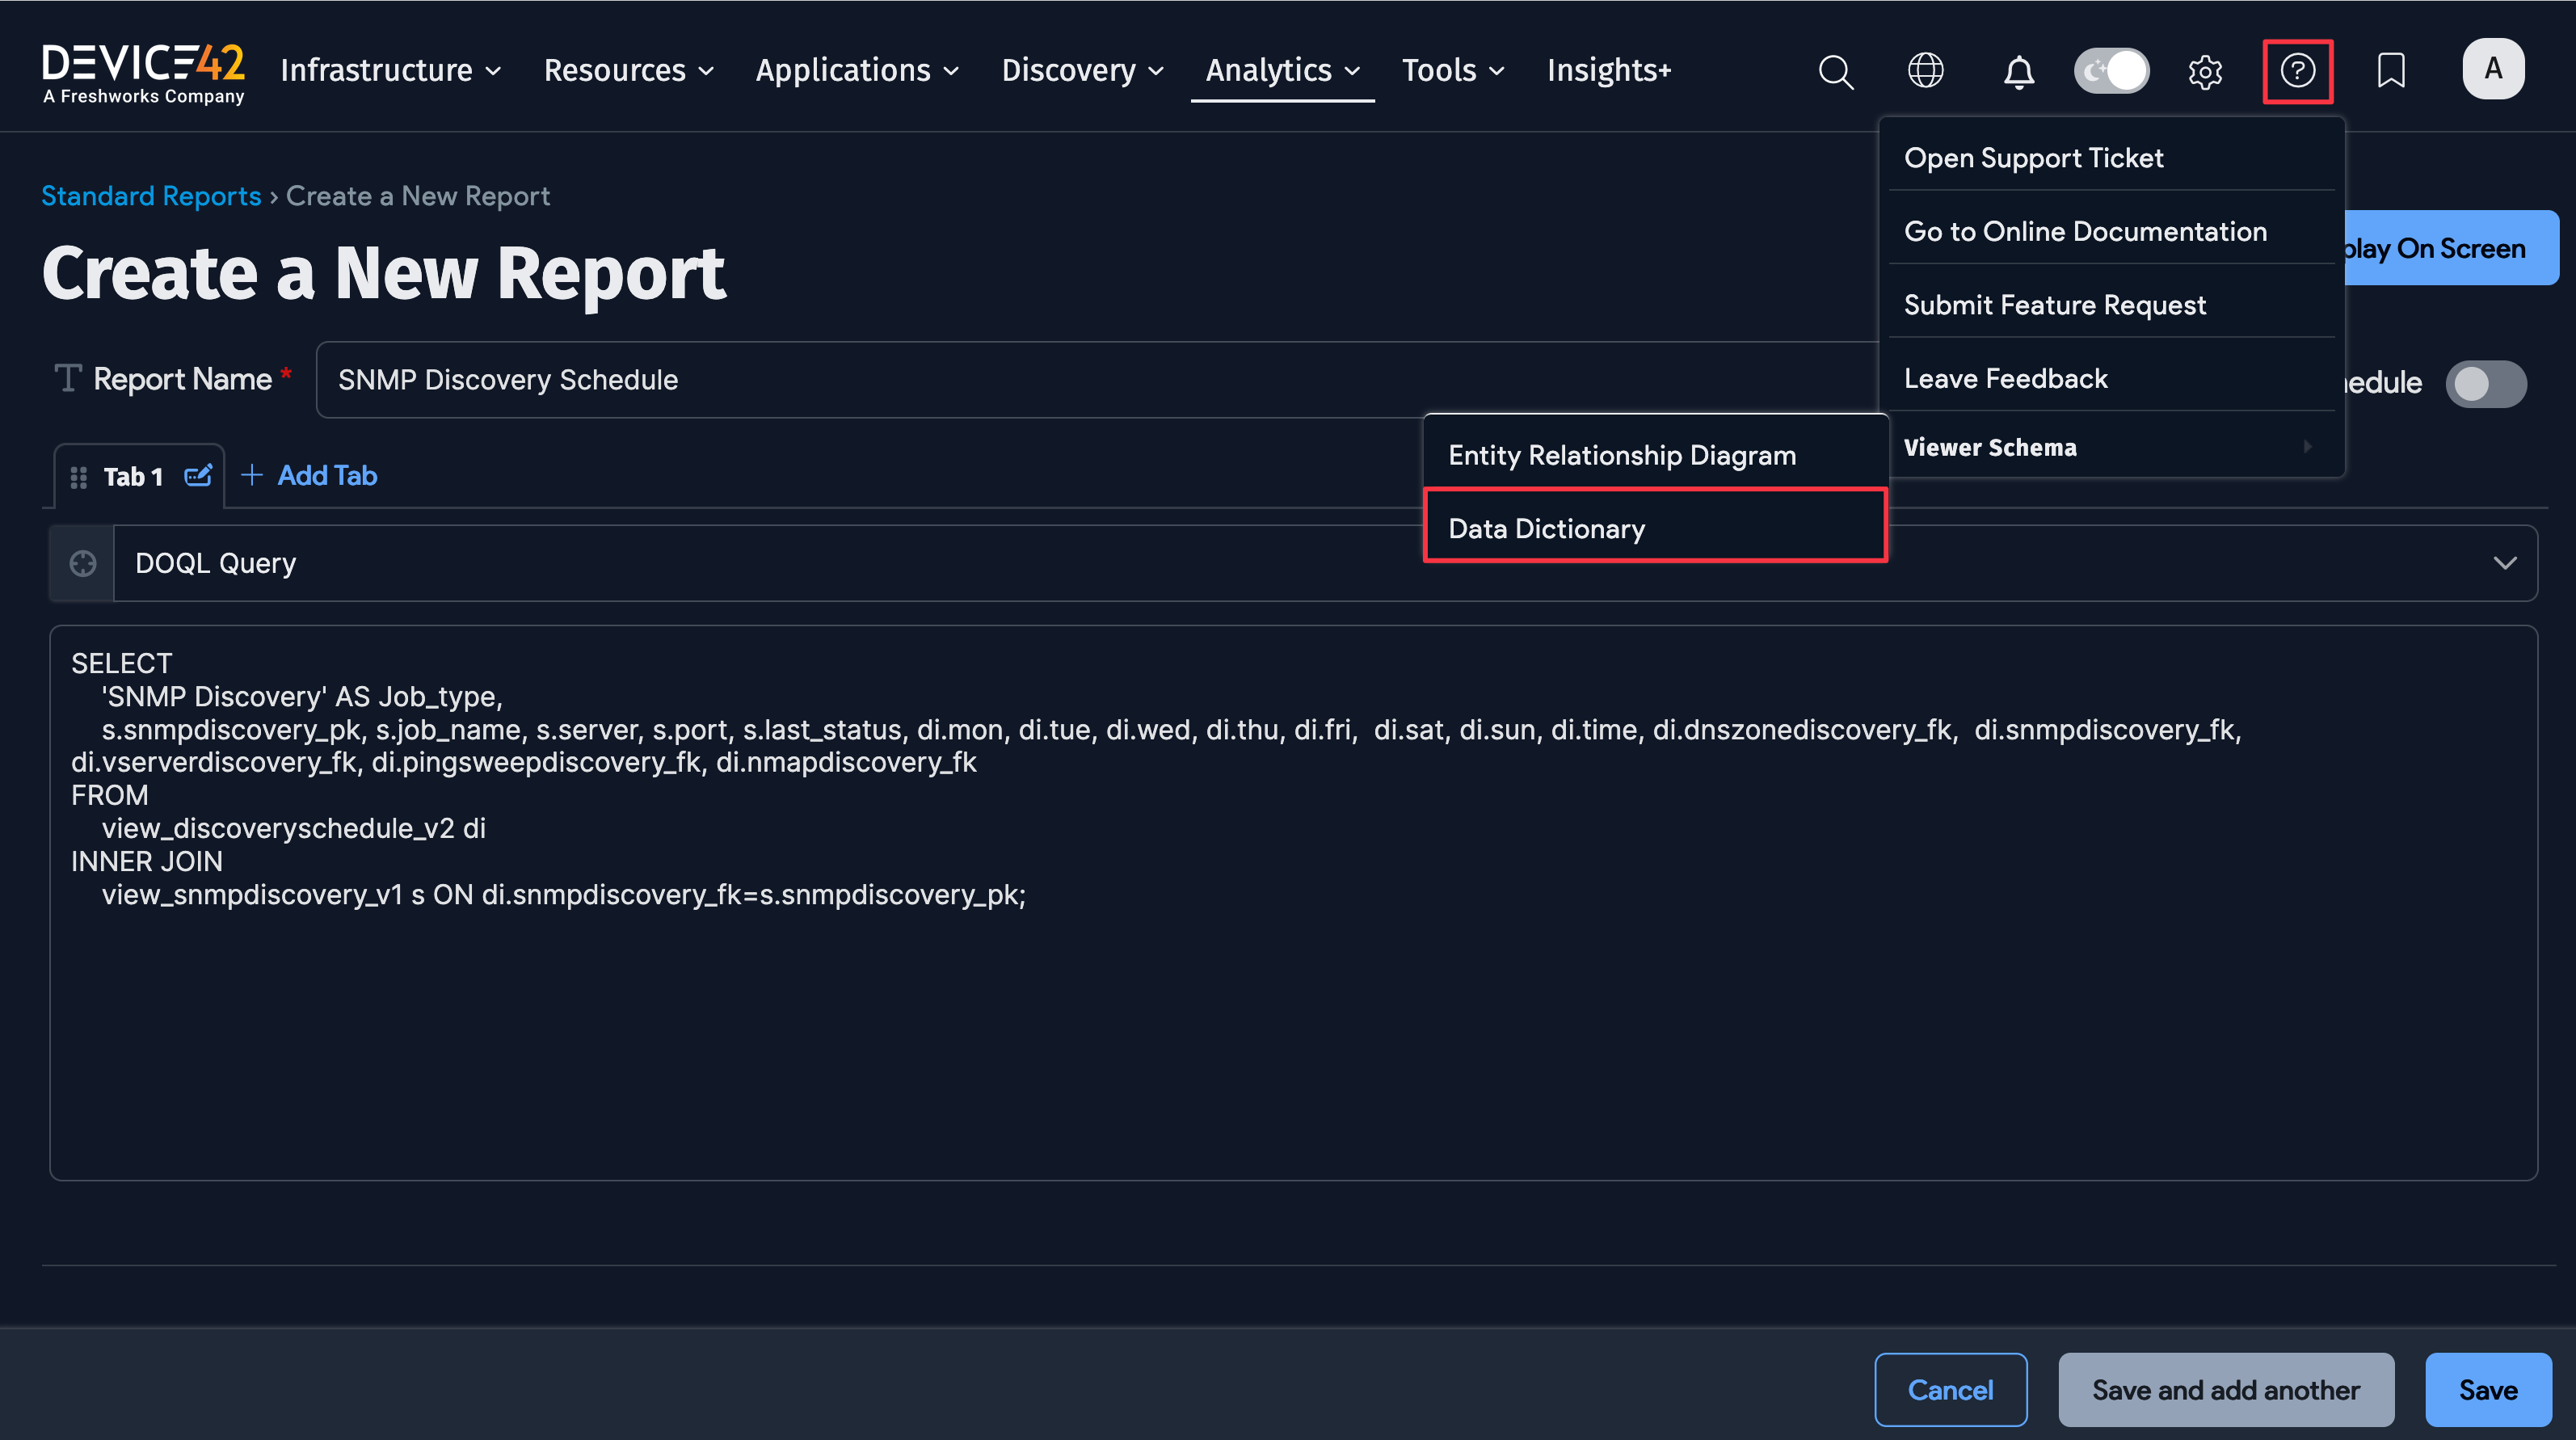 DEVICE42
A Freshworks Company
Infrastructure
Resources
Applications
Discovery
Analytics
Tools
Insights+
A
Open Support Ticket
Go to Online Documentation
Submit Feature Request
Leave Feedback
Viewer Schema
Entity Relationship Diagram
Data Dictionary
Standard Reports › Create a New Report
Create a New Report
play On Screen
Report Name *
SNMP Discovery Schedule
edule
Tab 1
+ Add Tab
DOQL Query
SELECT
'SNMP Discovery' AS Job_type,
s.snmpdiscovery_pk, s.job_name, s.server, s.port, s.last_status, di.mon, di.tue, di.wed, di.thu, di.fri,  di.sat, di.sun, di.time, di.dnszonediscovery_fk,  di.snmpdiscovery_fk,
di.vserverdiscovery_fk, di.pingsweepdiscovery_fk, di.nmapdiscovery_fk
FROM
view_discoveryschedule_v2 di
INNER JOIN
view_snmpdiscovery_v1 s ON di.snmpdiscovery_fk=s.snmpdiscovery_pk;
Cancel
Save and add another
Save